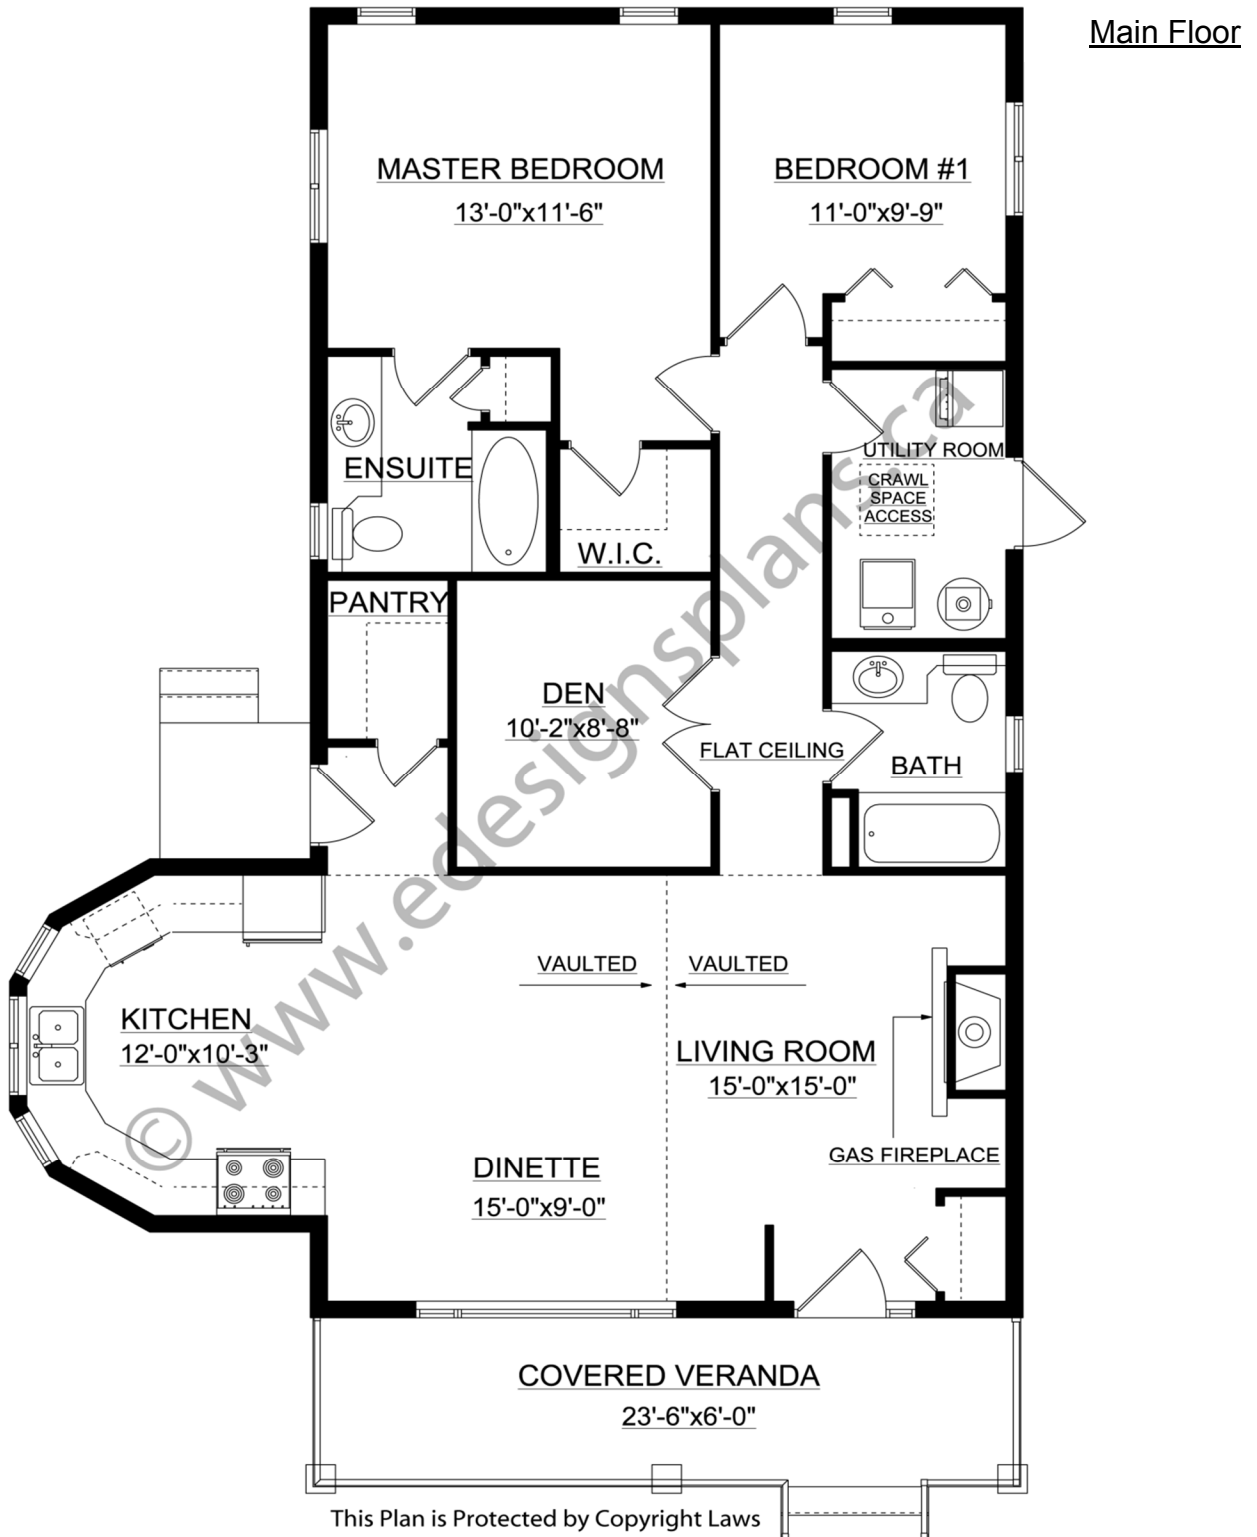 Main Floor
MASTER BEDROOM
13'-0"x11'-6"
BEDROOM #1
11'-0"x9'-9"
ENSUITE
W.I.C.
UTILITY ROOM
CRAWL
SPACE
ACCESS
PANTRY
DEN
10'-2"x8'-8"
FLAT CEILING
BATH
VAULTED
VAULTED
KITCHEN
12'-0"x10'-3"
LIVING ROOM
15'-0"x15'-0"
GAS FIREPLACE
DINETTE
15'-0"x9'-0"
COVERED VERANDA
23'-6"x6'-0"
This Plan is Protected by Copyright Laws
© www.edesignsplans.ca